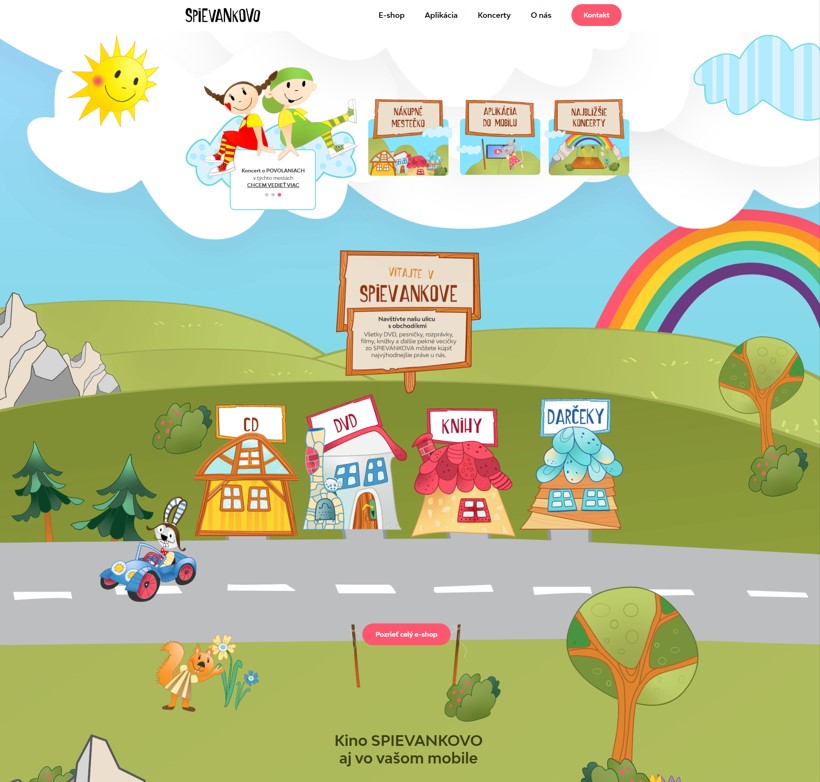 SPIEVANKOVO
E-shop
Aplikácia
Koncerty
O nás
Kontakt
NÁKUPNÉ
MESTEČKO
APLIKÁCIA
DO MOBILU
NAJBLIŽŠIE
KONCERTY
Koncert o POVOLANIACH
v týchto mestách
CHCEM VEDIEŤ VIAC
VITAJTE V
SPIEVANKOVE
Navštívte našu ulicu
s obchodíkmi
Všetky DVD, pesničky, rozprávky,
filmy, knižky a ďalšie pekné vecičky
zo SPIEVANKOVA môžete kúpiť
najvýhodnejšie práve u nás.
CD
DVD
KNIHY
DARČEKY
Pozrieť celý e-shop
Kino SPIEVANKOVO
aj vo vašom mobile